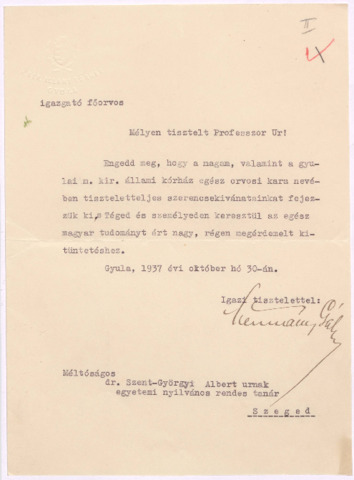 II
igazgató főorvos
Mélyen tisztelt Professzor Ur!
Engedd meg, hogy a magam, valamint a gyu-
lai m. kir. állami kórház egész orvosi kara nevé-
ben tiszteletteljes szerencsekivánatainkat fejez-
zük ki, a Téged és személyeden keresztül az egész
magyar tudományt ért nagy, régen megérdemelt ki-
tüntetéshez.
Gyula, 1937 évi október hó 30-án.
Igazi tisztelettel:
Méltóságos
dr. Szent-Györgyi Albert urnak
egyetemi nyilvános rendes tanár
Szeged